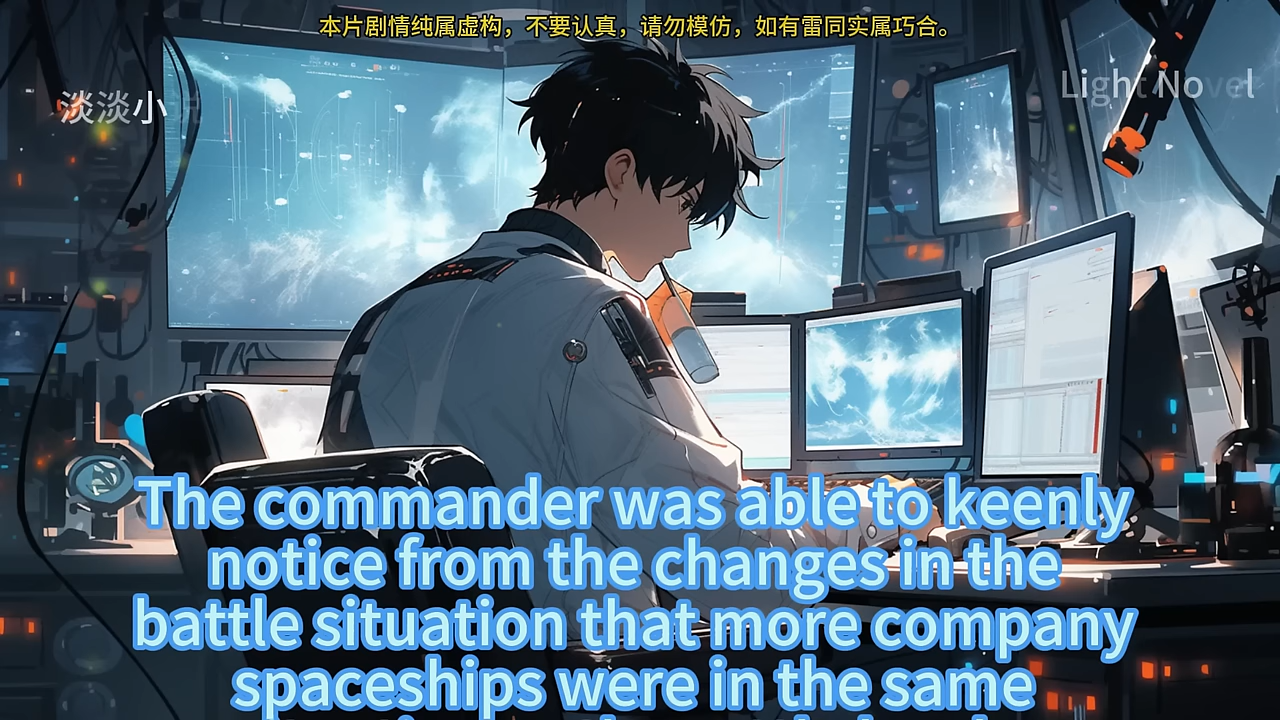 本片剧情纯属虚构，不要认真，请勿模仿，如有雷同实属巧合。
Light Novel
淡淡小说
The commander was able to keenly
notice from the changes in the
battle situation that more company
spaceships were in the same